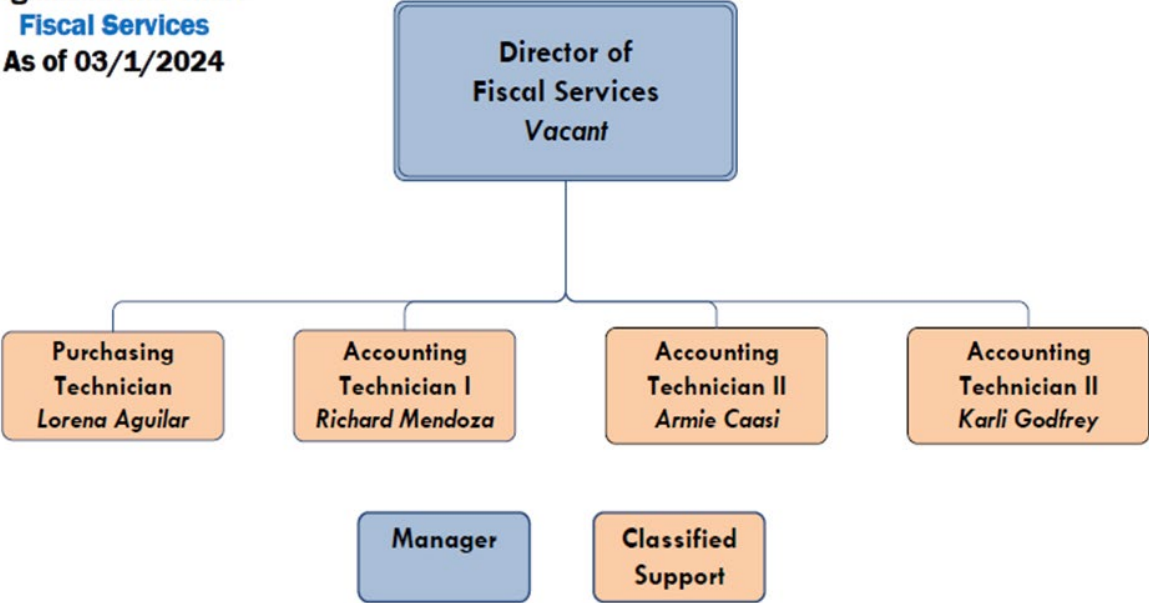 Fiscal Services
As of 03/1/2024
Director of
Fiscal Services
Vacant
Purchasing
Technician
Lorena Aguilar
Accounting
Technician I
Richard Mendoza
Accounting
Technician II
Armie Caasi
Accounting
Technician II
Karli Godfrey
Manager
Classified
Support